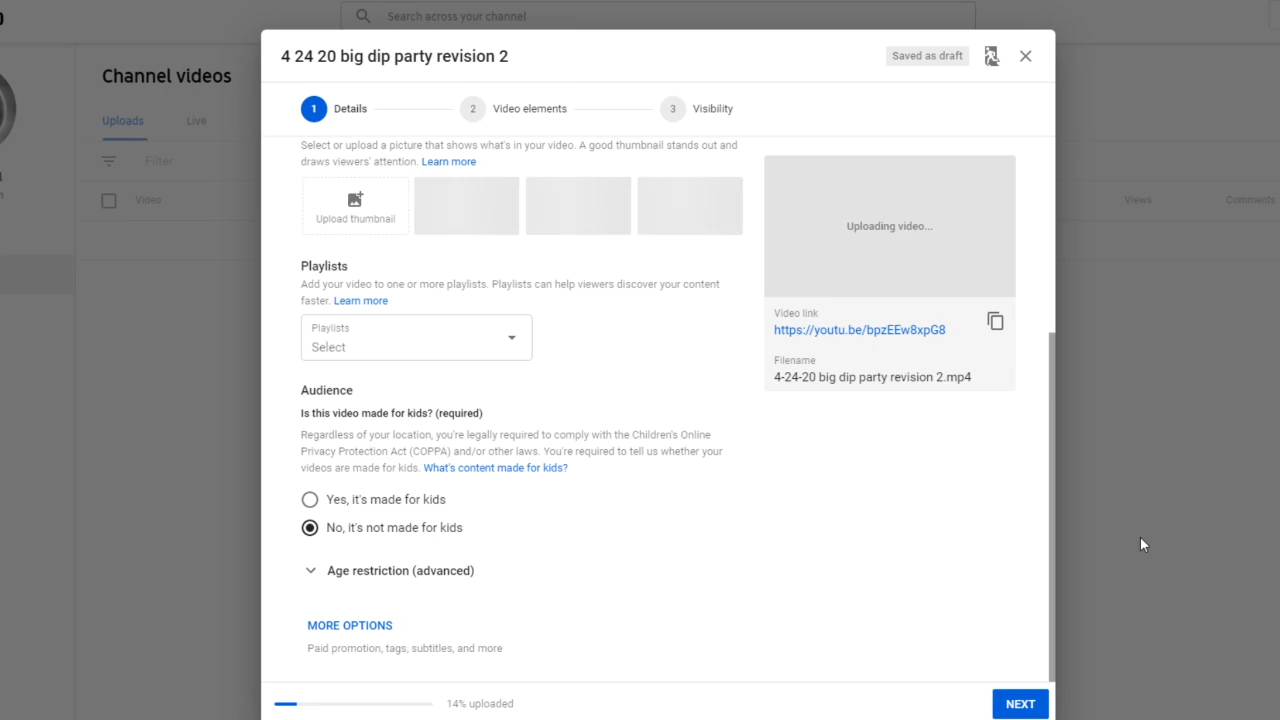 Search across your channel
4 24 20 big dip party revision 2
Saved as draft
Channel videos
1 Details
2 Video elements
3 Visibility
Uploads
Live
Select or upload a picture that shows what's in your video. A good thumbnail stands out and
draws viewers' attention. Learn more
Filter
Video
Views
Comments
Upload thumbnail
Uploading video...
Playlists
Add your video to one or more playlists. Playlists can help viewers discover your content
faster. Learn more
Playlists
Select
Video link
https://youtu.be/bpzEEw8xpG8
Filename
4-24-20 big dip party revision 2.mp4
Audience
Is this video made for kids? (required)
Regardless of your location, you're legally required to comply with the Children's Online
Privacy Protection Act (COPPA) and/or other laws. You're required to tell us whether your
videos are made for kids. What's content made for kids?
Yes, it's made for kids
No, it's not made for kids
Age restriction (advanced)
MORE OPTIONS
Paid promotion, tags, subtitles, and more
14% uploaded
NEXT